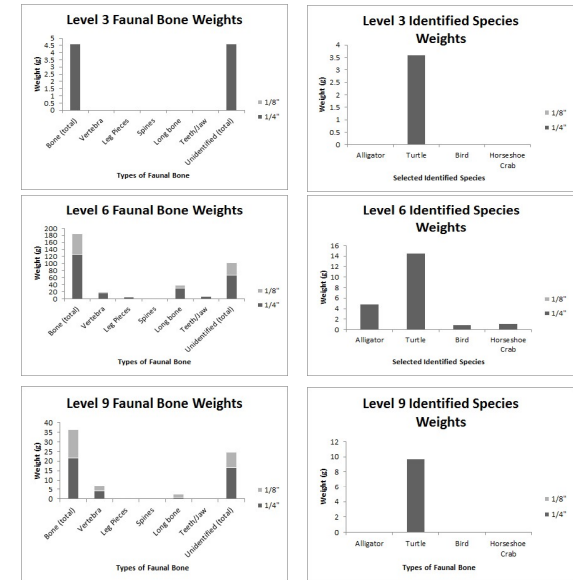 Level 3 Faunal Bone Weights
5
4.5
4
3.5
3
2.5
2
1.5
1
0.5
0
Weight (g)
Bone (total)
Vertebra
Leg Pieces
Spines
Long bone
Teeth/Jaw
Unidentified (total)
1/8"
1/4"
Types of Faunal Bone
Level 3 Identified Species
Weights
4
3.5
3
2.5
2
1.5
1
0.5
0
Weight (g)
Alligator
Turtle
Bird
Horseshoe
Crab
1/8"
1/4"
Selected Identified Species
Level 6 Faunal Bone Weights
200
180
160
140
120
100
80
60
40
20
0
Weight (g)
Bone (total)
Vertebra
Leg Pieces
Spines
Long bone
Teeth/Jaw
Unidentified (total)
1/8"
1/4"
Types of Faunal Bone
Level 6 Identified Species
Weights
16
14
12
10
8
6
4
2
0
Weight (g)
Alligator
Turtle
Bird
Horseshoe
Crab
1/8"
1/4"
Selected Identified Species
Level 9 Faunal Bone Weights
40
35
30
25
20
15
10
5
0
Weight (g)
Bone (total)
Vertebra
Leg Pieces
Spines
Long bone
Teeth/Jaw
Unidentified (total)
1/8"
1/4"
Types of Faunal Bone
Level 9 Identified Species
Weights
12
10
8
6
4
2
0
Weight (g)
Alligator
Turtle
Bird
Horseshoe
Crab
1/8"
1/4"
Types of Faunal Bone